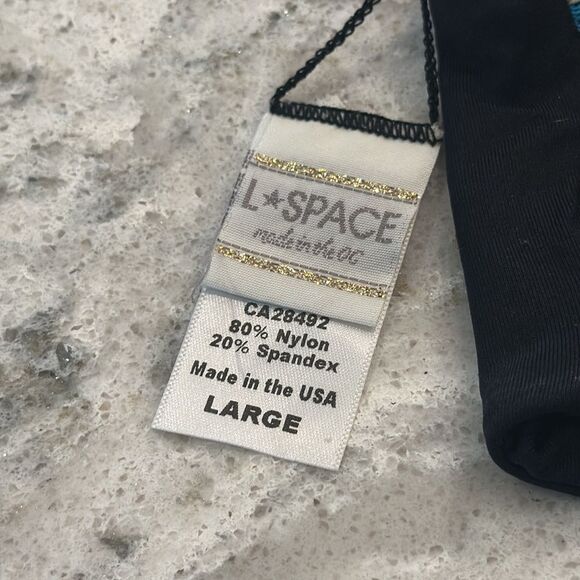 L★SPACE
made in the OC
CA28492
80% Nylon
20% Spandex
Made in the USA
LARGE